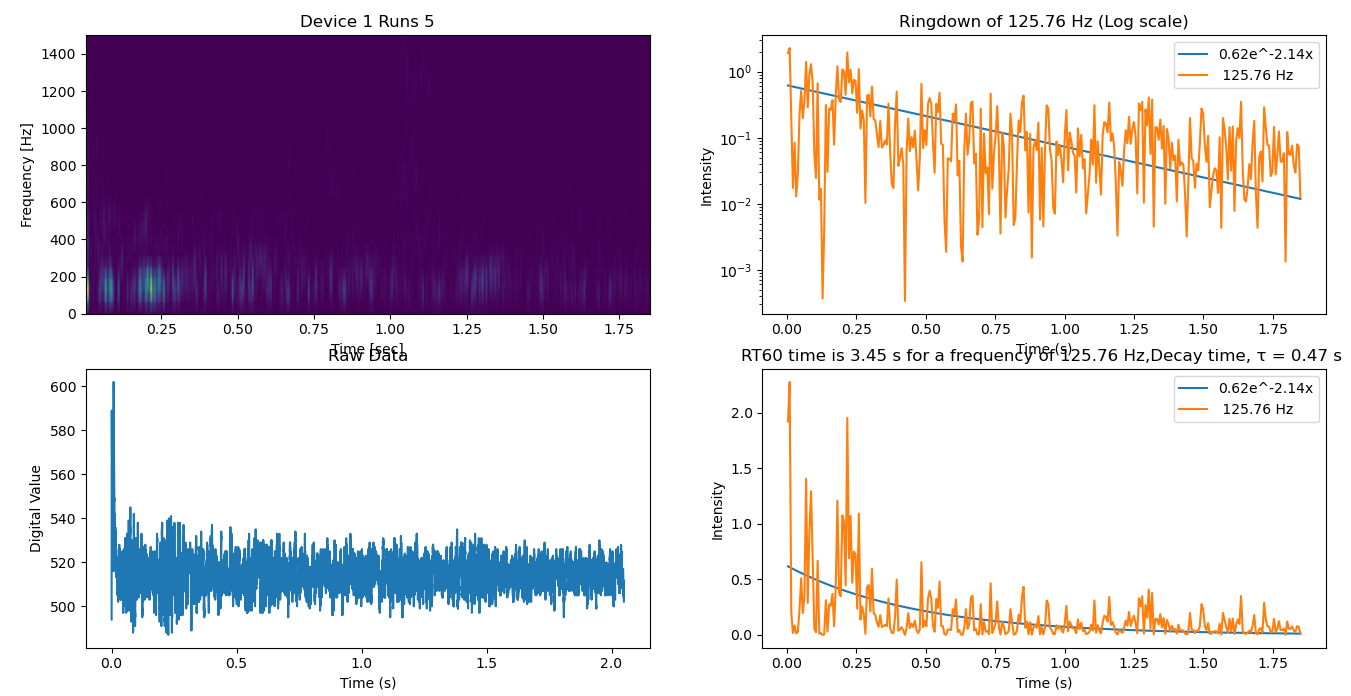 Device 1 Runs 5
1400
1200
1000
800
600
400
200
0
Frequency [Hz]
0.25 0.50 0.75 1.00 1.25 1.50 1.75
Time [sec]
Ringdown of 125.76 Hz (Log scale)
0.62e^-2.14x
125.76 Hz
10^0
10^-1
10^-2
10^-3
Intensity
0.00 0.25 0.50 0.75 1.00 1.25 1.50 1.75
Time (s)
Raw Data
600
580
560
540
520
500
Digital Value
0.0 0.5 1.0 1.5 2.0
Time (s)
RT60 time is 3.45 s for a frequency of 125.76 Hz,Decay time, τ = 0.47 s
0.62e^-2.14x
125.76 Hz
2.0
1.5
1.0
0.5
0.0
Intensity
0.00 0.25 0.50 0.75 1.00 1.25 1.50 1.75
Time (s)